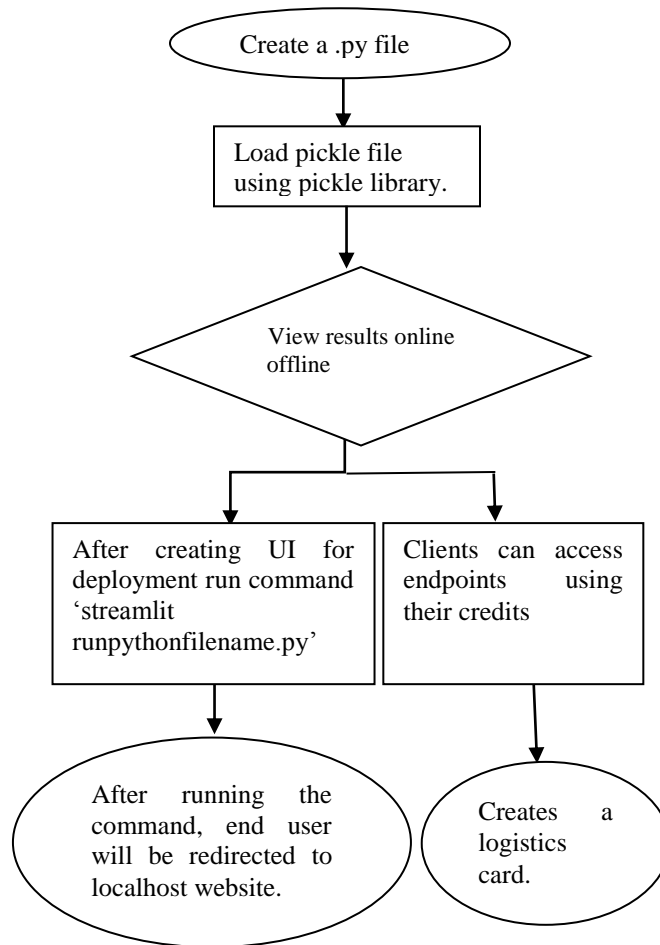 Create a .py file
Load pickle file
using pickle library.
View results online
offline
After creating UI for
deployment run command
‘streamlit
runpythonfilename.py’
Clients can access
endpoints using
their credits
After running the
command, end user
will be redirected to
localhost website.
Creates a
logistics
card.